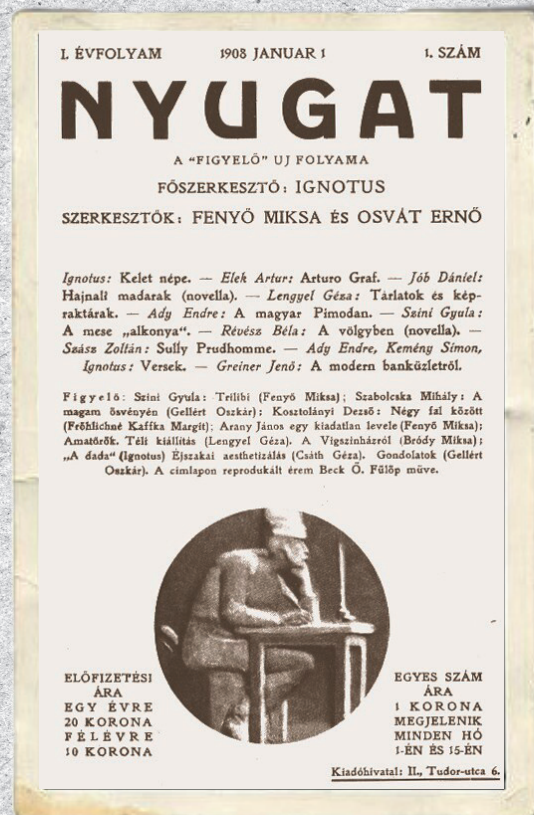 I. ÉVFOLYAM 1908 JANUAR 1 1. SZÁM
NYUGAT
A "FIGYELŐ" UJ FOLYAMA
FŐSZERKESZTŐ: IGNOTUS
SZERKESZTŐK: FENYŐ MIKSA ÉS OSVÁT ERNŐ
Ignotus: Kelet népe. — Elek Artur: Arturo Graf. — Jób Dániel:
Hajnali madarak (novella). — Lengyel Géza: Tárlatok és kép-
raktárak. — Ady Endre: A magyar Pimodan. — Szini Gyula:
A mese „alkonya“. — Révész Béla: A völgyben (novella). —
Szász Zoltán: Sully Prudhomme. — Ady Endre, Kemény Simon,
Ignotus: Versek. — Greiner Jenő: A modern banküzletről.
Figyelő: Szini Gyula: Trilibi (Fenyő Miksa); Szabolcska Mihály: A
magam ösvényén (Gellért Oszkár); Kosztolányi Dezső: Négy fal között
(Fröhlichné Kaffka Margit); Arany János egy kiadatlan levele (Fenyő Miksa);
Amatőrök. Téli kiállítás (Lengyel Géza). A Vigszinházról (Bródy Miksa);
„A dada“ (Ignotus) Éjszakai aesthetizálás (Csáth Géza). Gondolatok (Gellért
Oszkár). A cimlapon reprodukált érem Beck Ö. Fülöp müve.
ELŐFIZETÉSI
ÁRA
EGY ÉVRE
20 KORONA
FÉLÉVRE
10 KORONA
EGYES SZÁM
ÁRA
1 KORONA
MEGJELENIK
MINDEN HÓ
1-ÉN ÉS 15-ÉN
Kiadóhivatal: II., Tudor-utca 6.